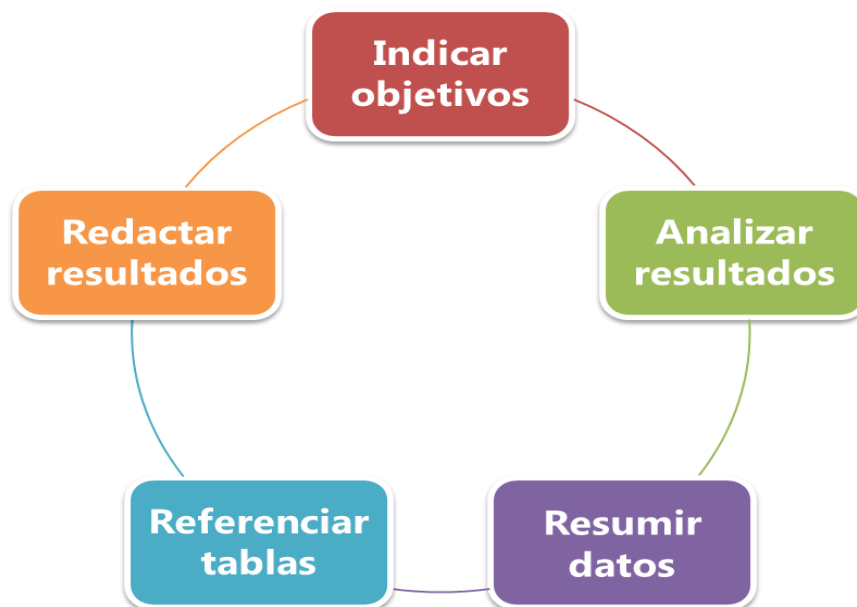 Indicar
objetivos
Analizar
resultados
Resumir
datos
Referenciar
tablas
Redactar
resultados